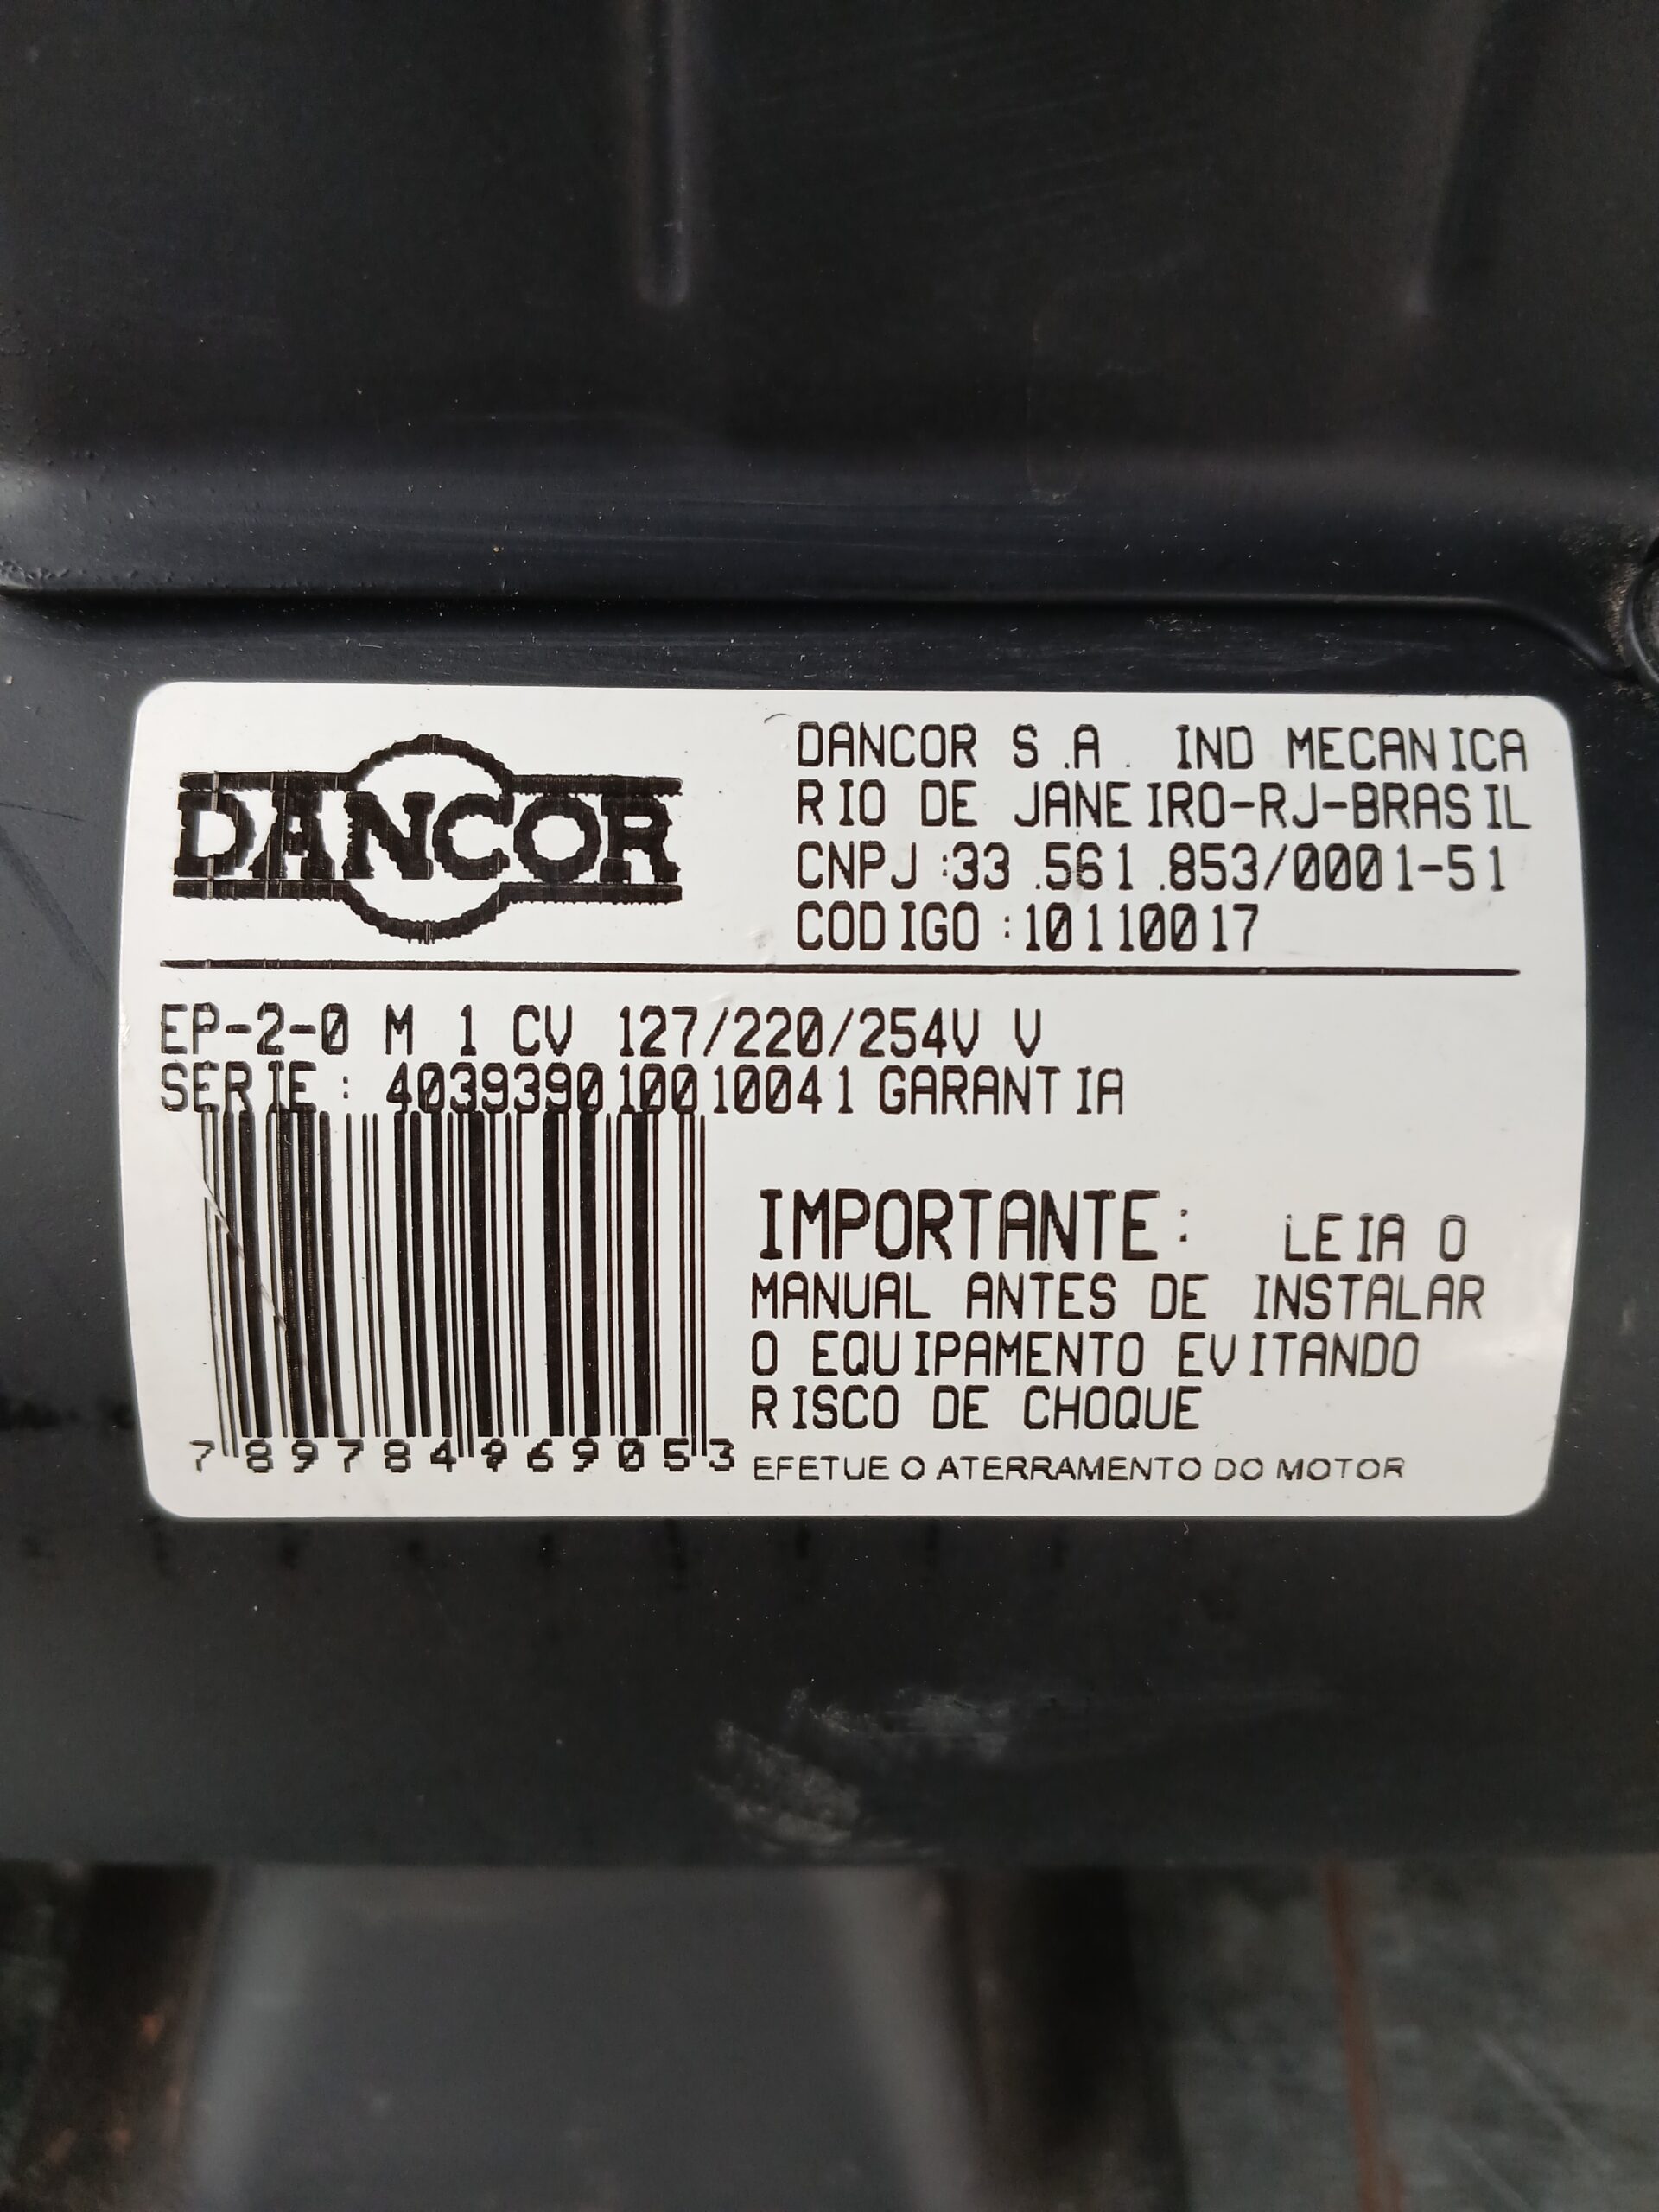 DANCOR
DANCOR S.A. IND MECANICA
RIO DE JANEIRO-RJ-BRASIL
CNPJ:33.561.853/0001-51
CODIGO:10110017
EP-2-0 M 1 CV 127/220/254V V
SERIE: 403939010010041 GARANTIA
IMPORTANTE: LEIA O
MANUAL ANTES DE INSTALAR
O EQUIPAMENTO EVITANDO
RISCO DE CHOQUE
789784969053
EFETUE O ATERRAMENTO DO MOTOR